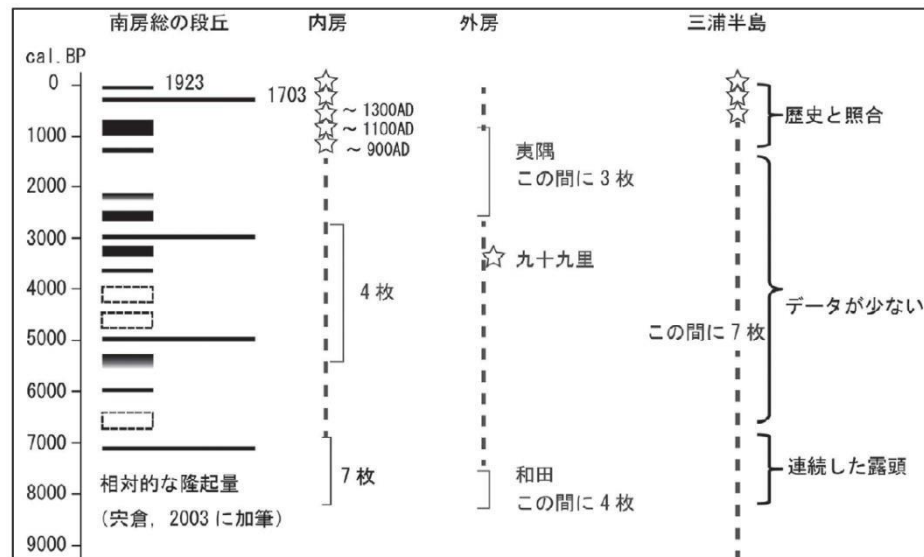 南房総の段丘
内房
外房
三浦半島
cal.BP
0
1000
2000
3000
4000
5000
6000
7000
8000
9000
1923
1703
～1300AD
～1100AD
～900AD
4枚
7枚
夷隅
この間に3枚
九十九里
和田
この間に4枚
この間に7枚
歴史と照合
データが少ない
連続した露頭
相対的な隆起量
(宍倉, 2003に加筆)